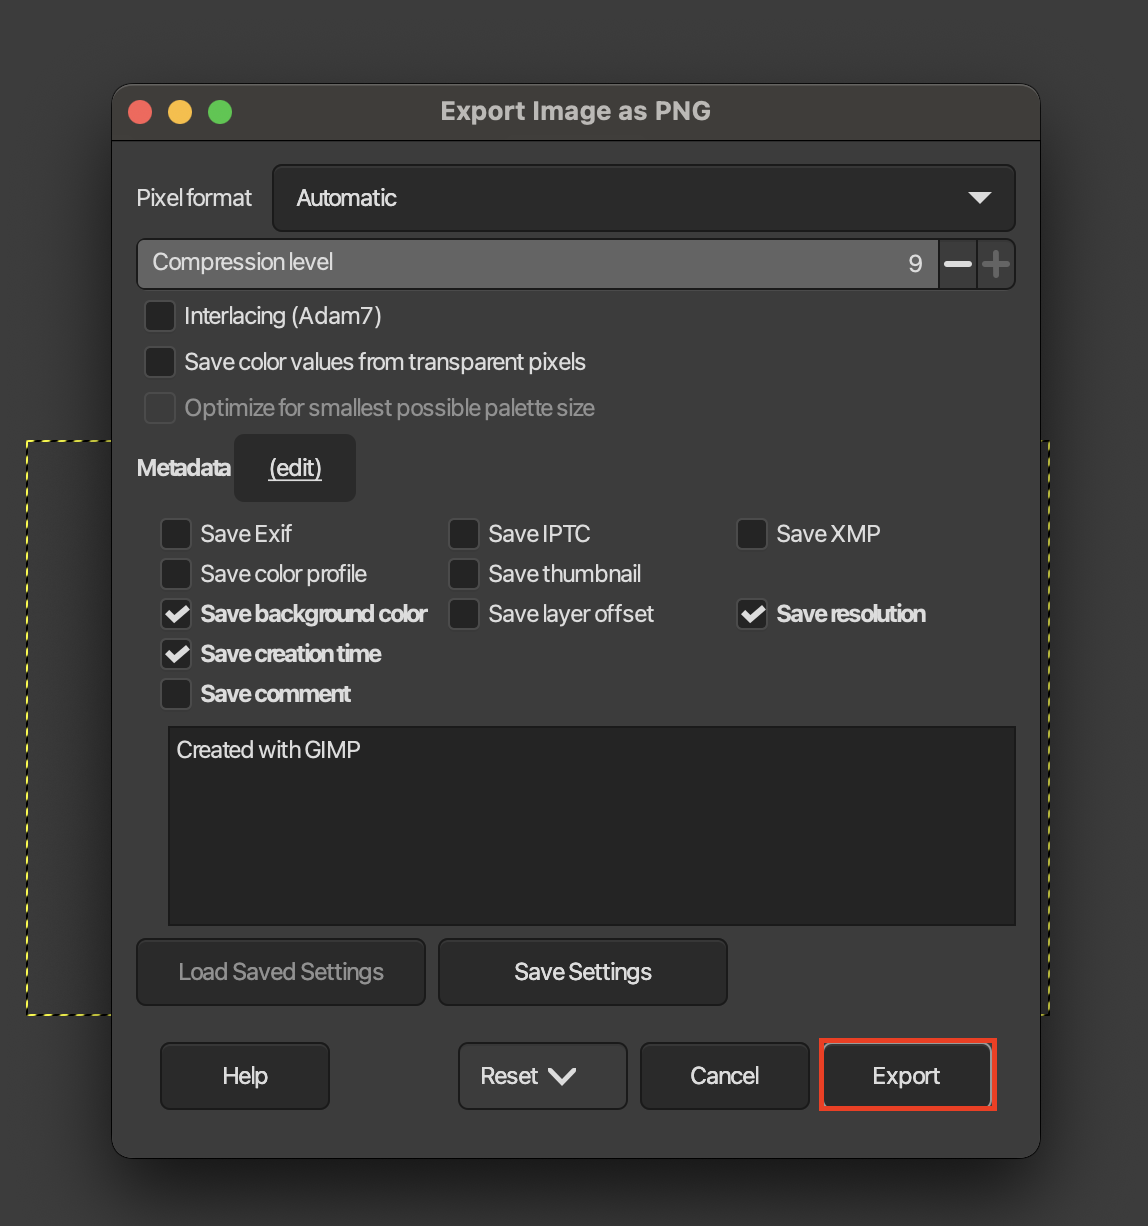 Export Image as PNG
Pixel format Automatic
Compression level 9
Interlacing (Adam7)
Save color values from transparent pixels
Optimize for smallest possible palette size
Metadata (edit)
Save Exif Save IPTC Save XMP
Save color profile Save thumbnail
Save background color Save layer offset Save resolution
Save creation time
Save comment
Created with GIMP
Load Saved Settings Save Settings
Help Reset Cancel Export